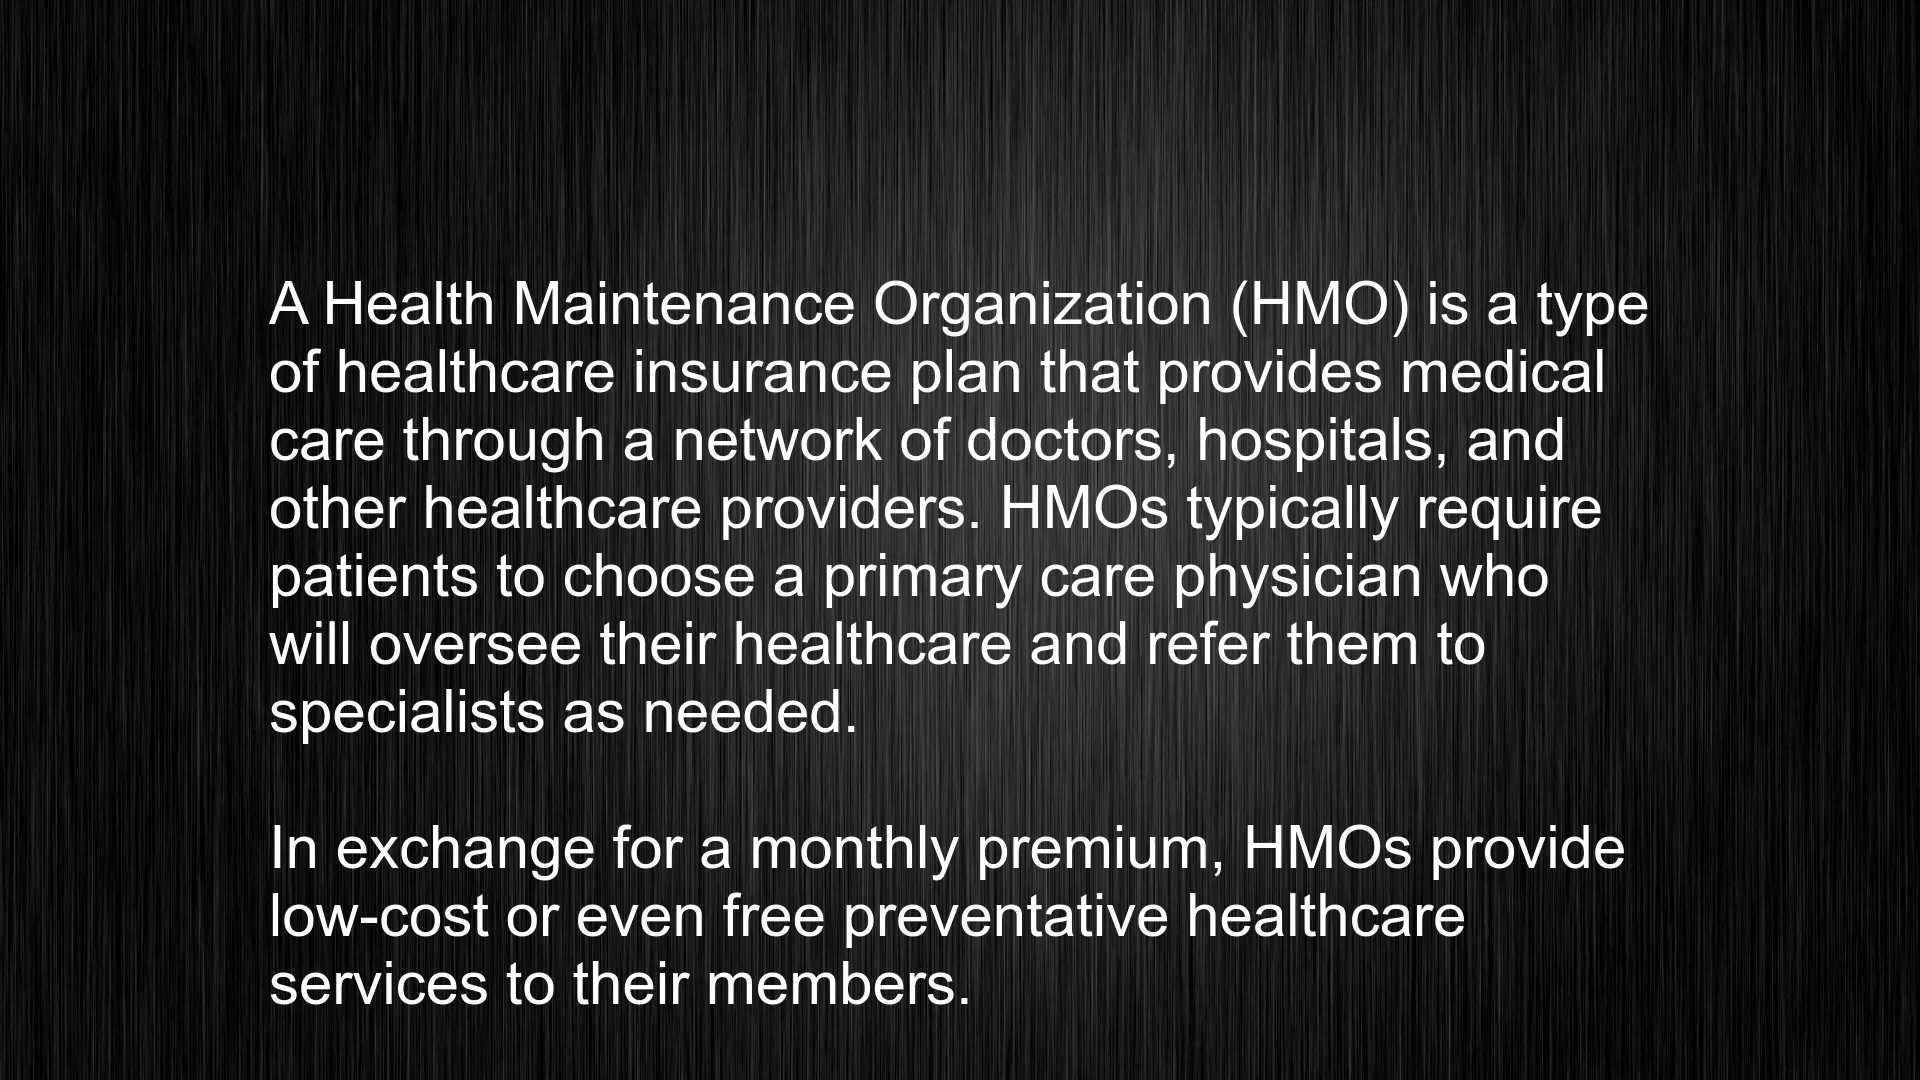 A Health Maintenance Organization (HMO) is a type
of healthcare insurance plan that provides medical
care through a network of doctors, hospitals, and
other healthcare providers. HMOs typically require
patients to choose a primary care physician who
will oversee their healthcare and refer them to
specialists as needed.
In exchange for a monthly premium, HMOs provide
low-cost or even free preventative healthcare
services to their members.